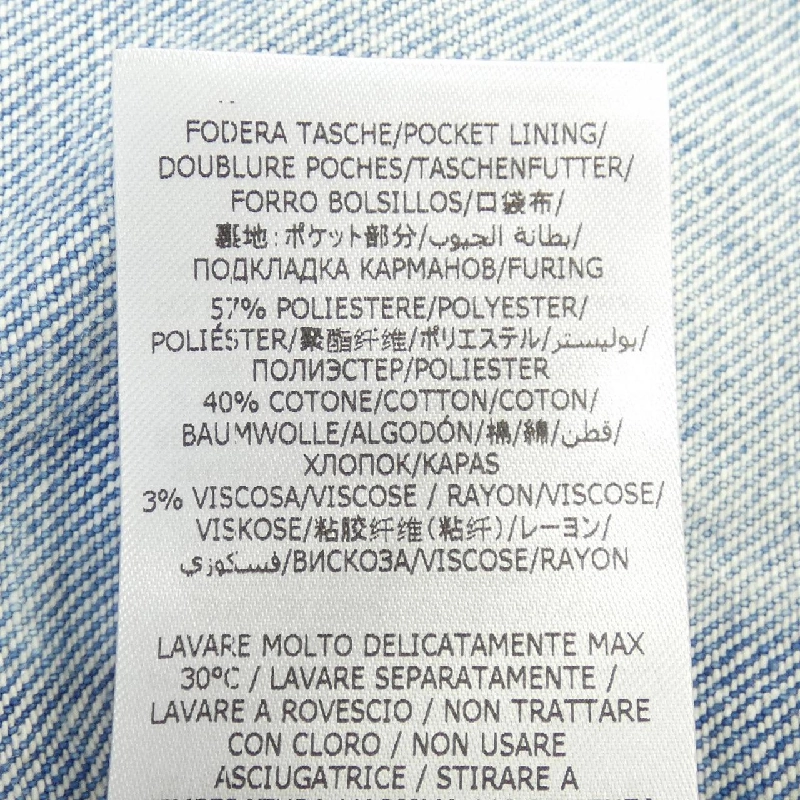 FODERA TASCHE/POCKET LINING/
DOUBLURE POCHES/TASCHENFUTTER/
FORRO BOLSILLOS/口袋布/
裏地:ポケット部分/بطانة الجيوب/
ПОДКЛАДКА КАРМАНОВ/FURING
57% POLIESTERE/POLYESTER/
POLIÉSTER/聚酯纤维/ポリエステル/بوليستر/
ПОЛИЭСТЕР/POLIESTER
40% COTONE/COTTON/COTON/
BAUMWOLLE/ALGODÓN/棉/綿/قطن/
ХЛОПОК/KAPAS
3% VISCOSA/VISCOSE / RAYON/VISCOSE/
VISKOSE/粘胶纤维(粘纤)/レーヨン/
فسكوزي/ВИСКОЗА/VISCOSE/RAYON
LAVARE MOLTO DELICATAMENTE MAX
30°C / LAVARE SEPARATAMENTE /
LAVARE A ROVESCIO / NON TRATTARE
CON CLORO / NON USARE
ASCIUGATRICE / STIRARE A